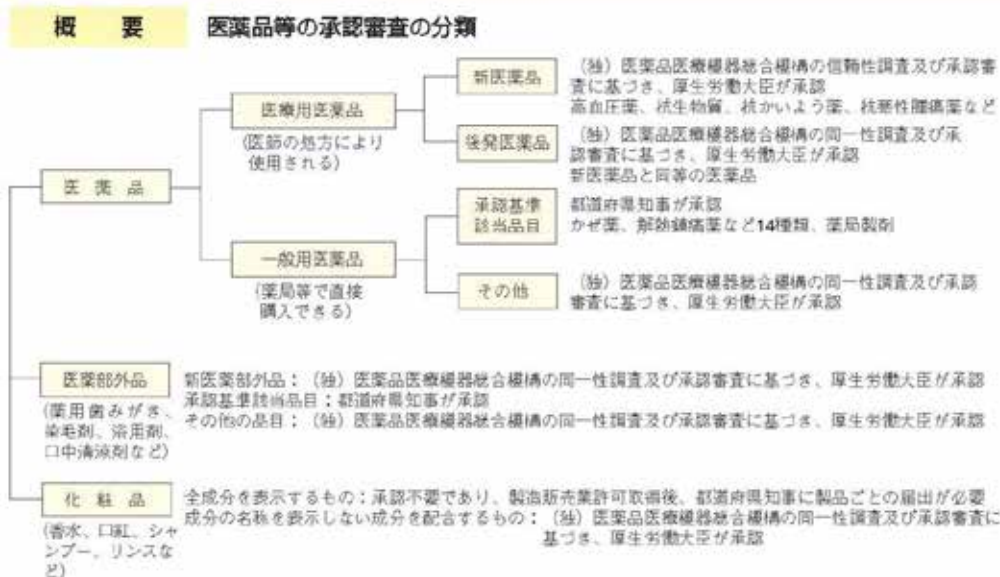 概　要　医薬品等の承認審査の分類
医薬品
医療用医薬品
(医師の処方により
使用される)
新医薬品
（独）医薬品医療機器総合機構の信頼性調査及び承認審
査に基づき、厚生労働大臣が承認
高血圧薬、抗生物質、抗かいよう薬、抗悪性腫瘍薬など
後発医薬品
（独）医薬品医療機器総合機構の同一性調査及び承
認審査に基づき、厚生労働大臣が承認
新医薬品と同等の医薬品
一般用医薬品
(薬局等で直接
購入できる)
承認基準
該当品目
都道府県知事が承認
かぜ薬、解熱鎮痛薬など14種類、薬局製剤
その他
（独）医薬品医療機器総合機構の同一性調査及び承認
審査に基づき、厚生労働大臣が承認
医薬部外品
(薬用歯みがき、
染毛剤、浴用剤、
口中清涼剤など)
新医薬部外品：（独）医薬品医療機器総合機構の同一性調査及び承認審査に基づき、厚生労働大臣が承認
承認基準該当品目：都道府県知事が承認
その他の品目：（独）医薬品医療機器総合機構の同一性調査及び承認審査に基づき、厚生労働大臣が承認
化粧品
(香水、口紅、シャ
ンプー、リンスな
ど)
全成分を表示するもの：承認不要であり、製造販売業許可取得後、都道府県知事に製品ごとの届出が必要
成分の名称を表示しない成分を配合するもの：（独）医薬品医療機器総合機構の同一性調査及び承認審査に
基づき、厚生労働大臣が承認